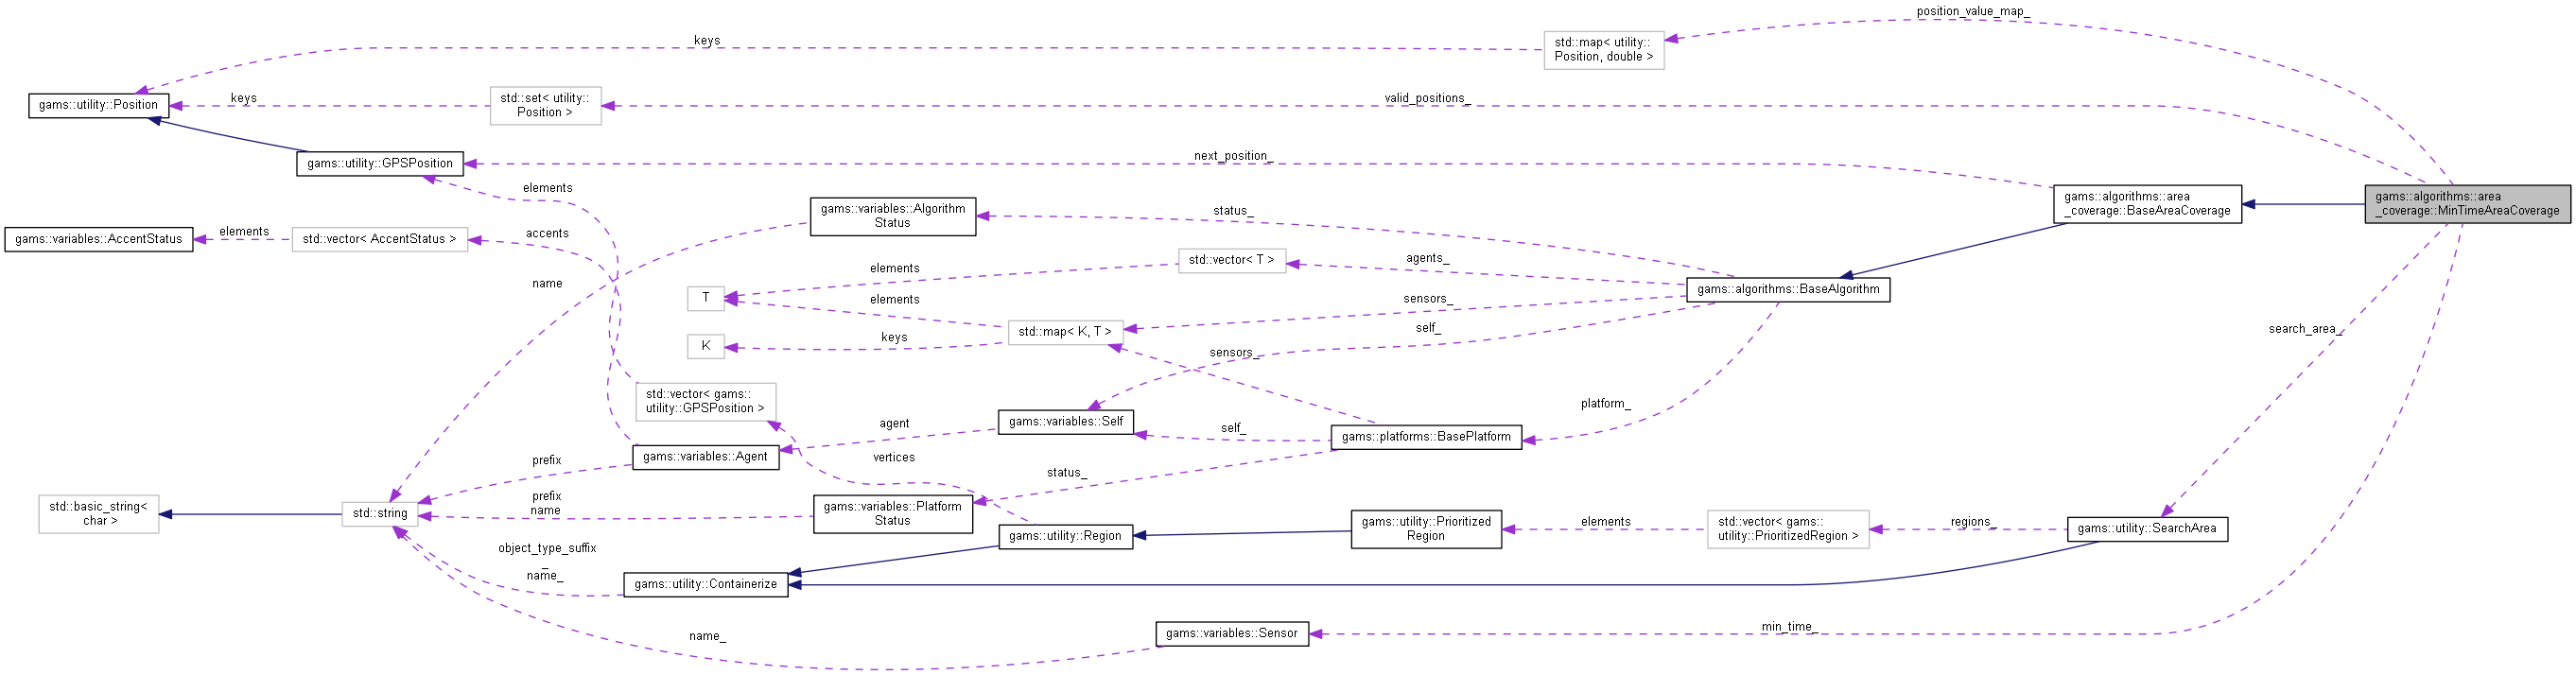 position_value_map_
keys
std::map< utility::
Position, double >
gams::utility::Position
keys
std::set< utility::
Position >
valid_positions_
gams::utility::GPSPosition
next_position_
elements
gams::algorithms::area
_coverage::BaseAreaCoverage
gams::algorithms::area
_coverage::MinTimeAreaCoverage
gams::variables::Algorithm
Status
status_
gams::variables::AccentStatus
elements
std::vector< AccentStatus >
accents
std::vector< T >
agents_
elements
name
gams::algorithms::BaseAlgorithm
T
elements
sensors_
std::map< K, T >
self_
search_area_
K
keys
sensors_
std::vector< gams::
utility::GPSPosition >
platform_
gams::variables::Self
agent
self_
gams::platforms::BasePlatform
gams::variables::Agent
vertices
prefix
status_
std::basic_string<
char >
std::string
prefix
name
gams::variables::Platform
Status
gams::utility::Region
gams::utility::Prioritized
Region
elements
std::vector< gams::
utility::PrioritizedRegion >
regions_
gams::utility::SearchArea
object_type_suffix
_
name_
gams::utility::Containerize
name_
gams::variables::Sensor
min_time_